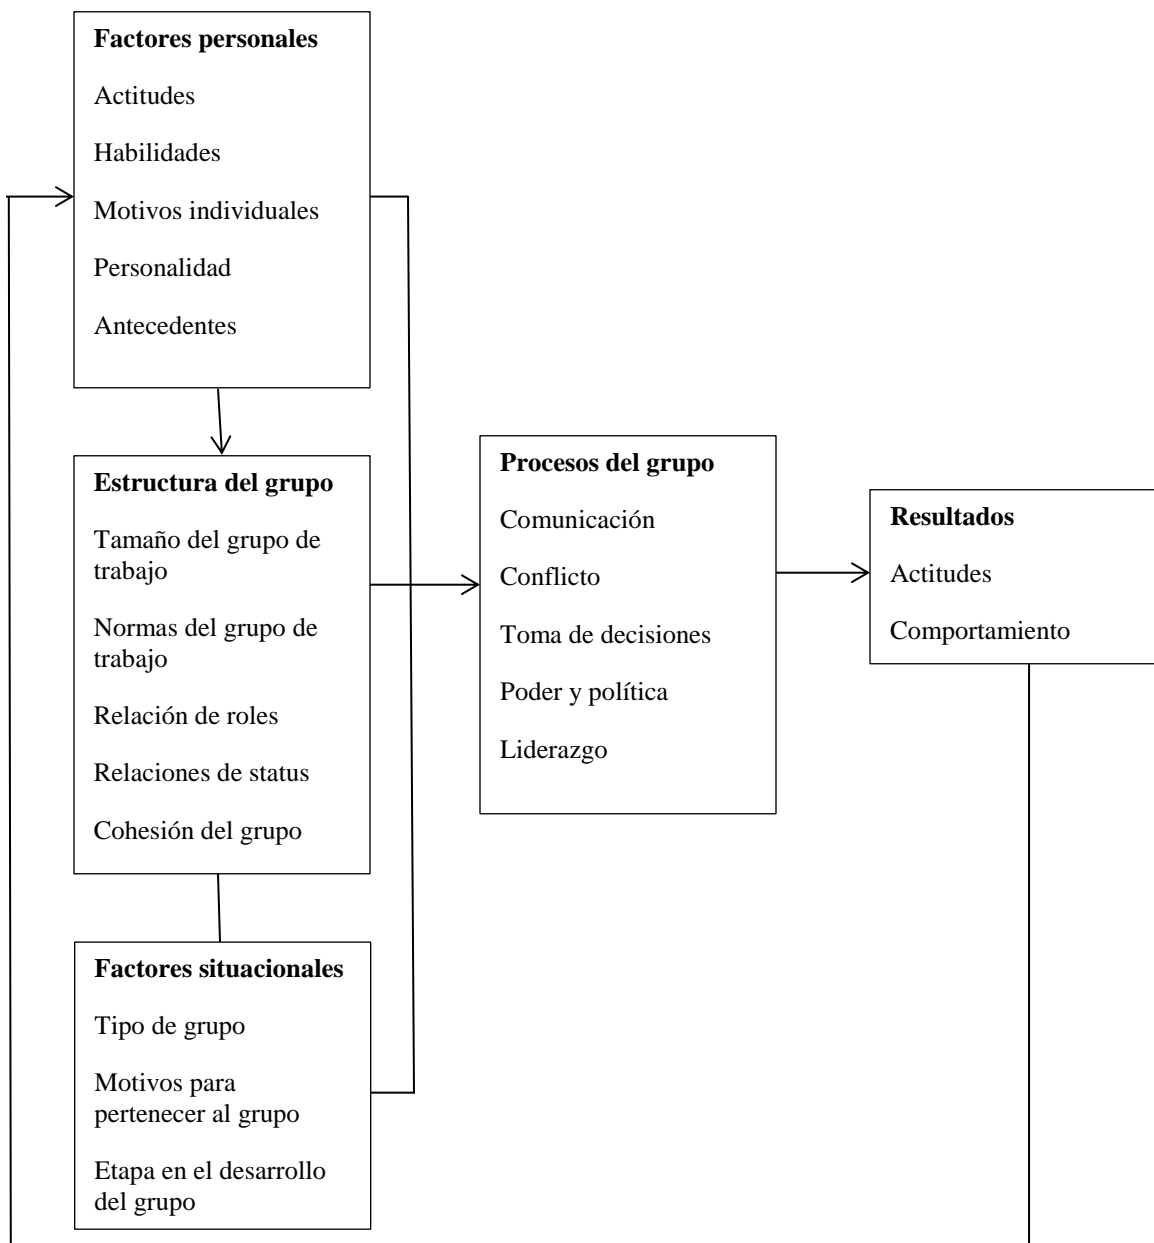 Factores personales
Actitudes
Habilidades
Motivos individuales
Personalidad
Antecedentes
Estructura del grupo
Tamaño del grupo de
trabajo
Normas del grupo de
trabajo
Relación de roles
Relaciones de status
Cohesión del grupo
Factores situacionales
Tipo de grupo
Motivos para
pertenecer al grupo
Etapa en el desarrollo
del grupo
Procesos del grupo
Comunicación
Conflicto
Toma de decisiones
Poder y política
Liderazgo
Resultados
Actitudes
Comportamiento